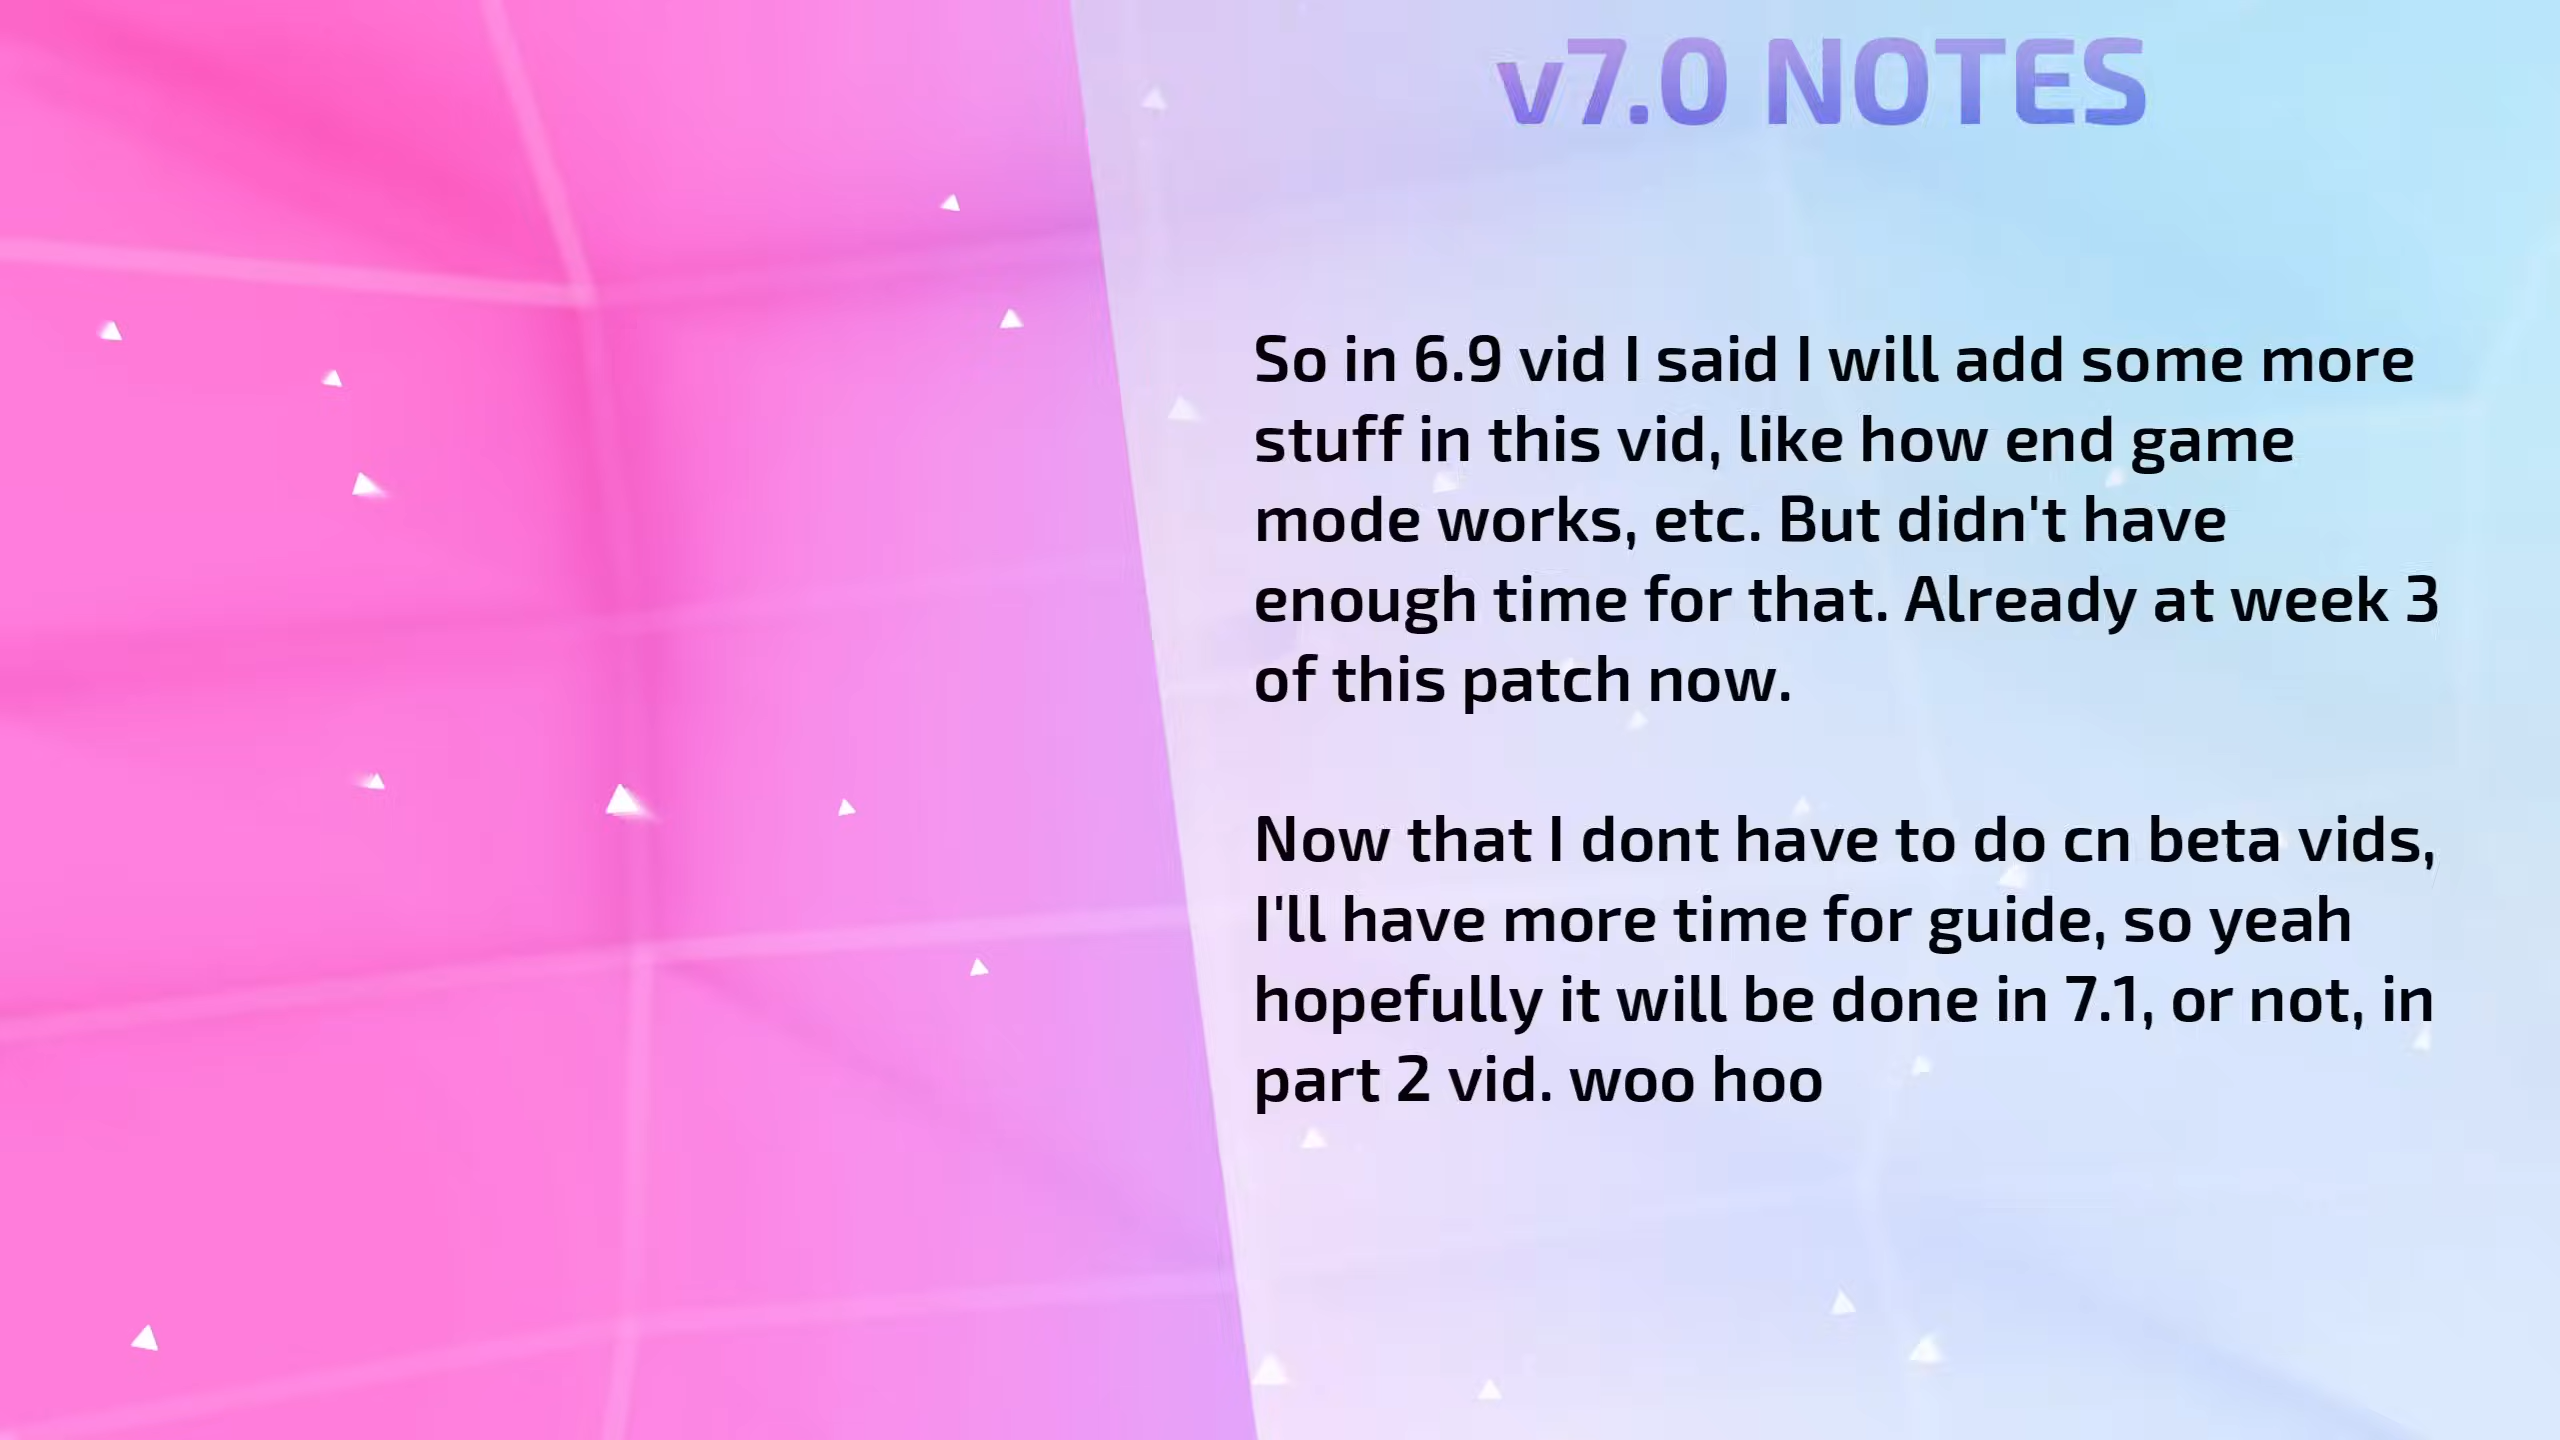 v7.0 NOTES
So in 6.9 vid I said I will add some more
stuff in this vid, like how end game
mode works, etc. But didn't have
enough time for that. Already at week 3
of this patch now.
Now that I dont have to do cn beta vids,
I'll have more time for guide, so yeah
hopefully it will be done in 7.1, or not, in
part 2 vid. woo hoo